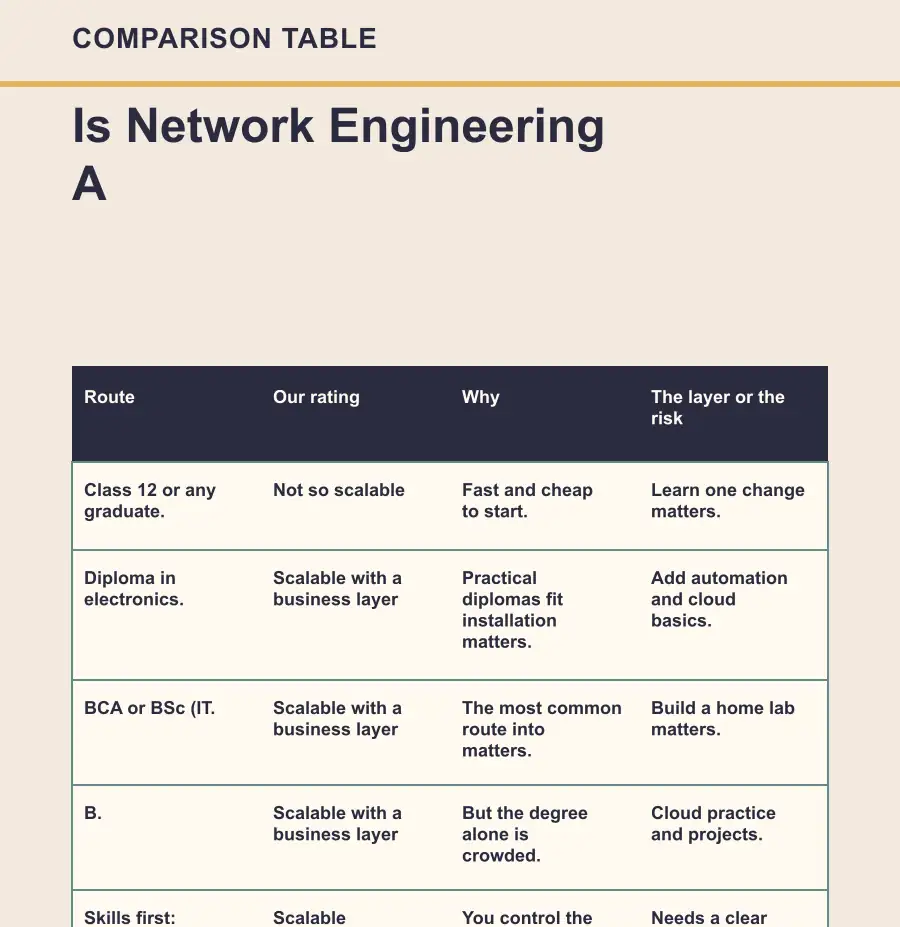 COMPARISON TABLE
Is Network Engineering
A
Route
Our rating
Why
The layer or the
risk
Class 12 or any
graduate.
Not so scalable
Fast and cheap
to start.
Learn one change
matters.
Diploma in
electronics.
Scalable with a
business layer
Practical
diplomas fit
installation
matters.
Add automation
and cloud
basics.
BCA or BSc (IT.
Scalable with a
business layer
The most common
route into
matters.
Build a home lab
matters.
B.
Scalable with a
business layer
But the degree
alone is
crowded.
Cloud practice
and projects.
Skills first:
Scalable
You control the
Needs a clear